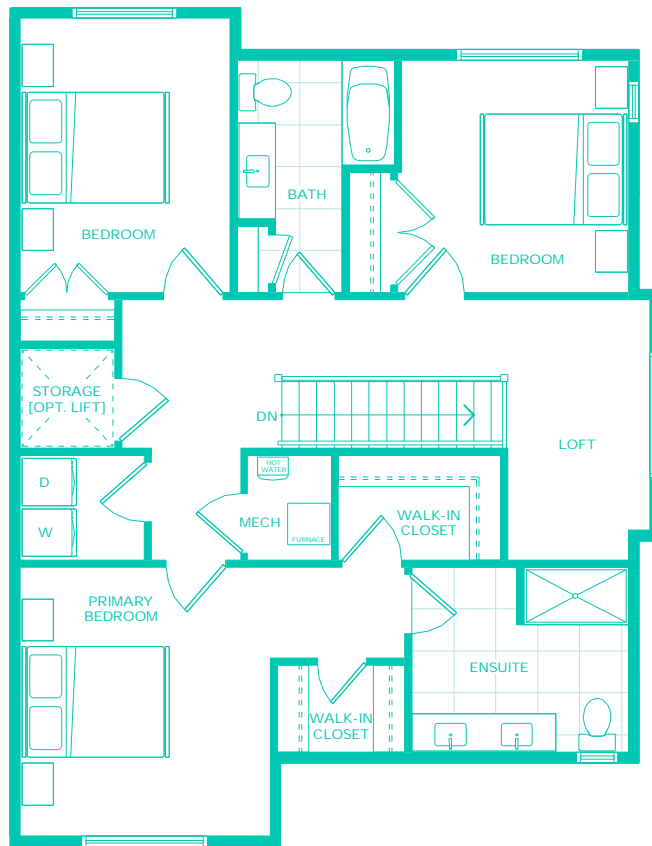 BATH
BEDROOM
BEDROOM
STORAGE
[OPT. LIFT]
DN
LOFT
HOT
WATER
D
MECH
WALK-IN
CLOSET
W
FURNACE
PRIMARY
BEDROOM
ENSUITE
WALK-IN
CLOSET